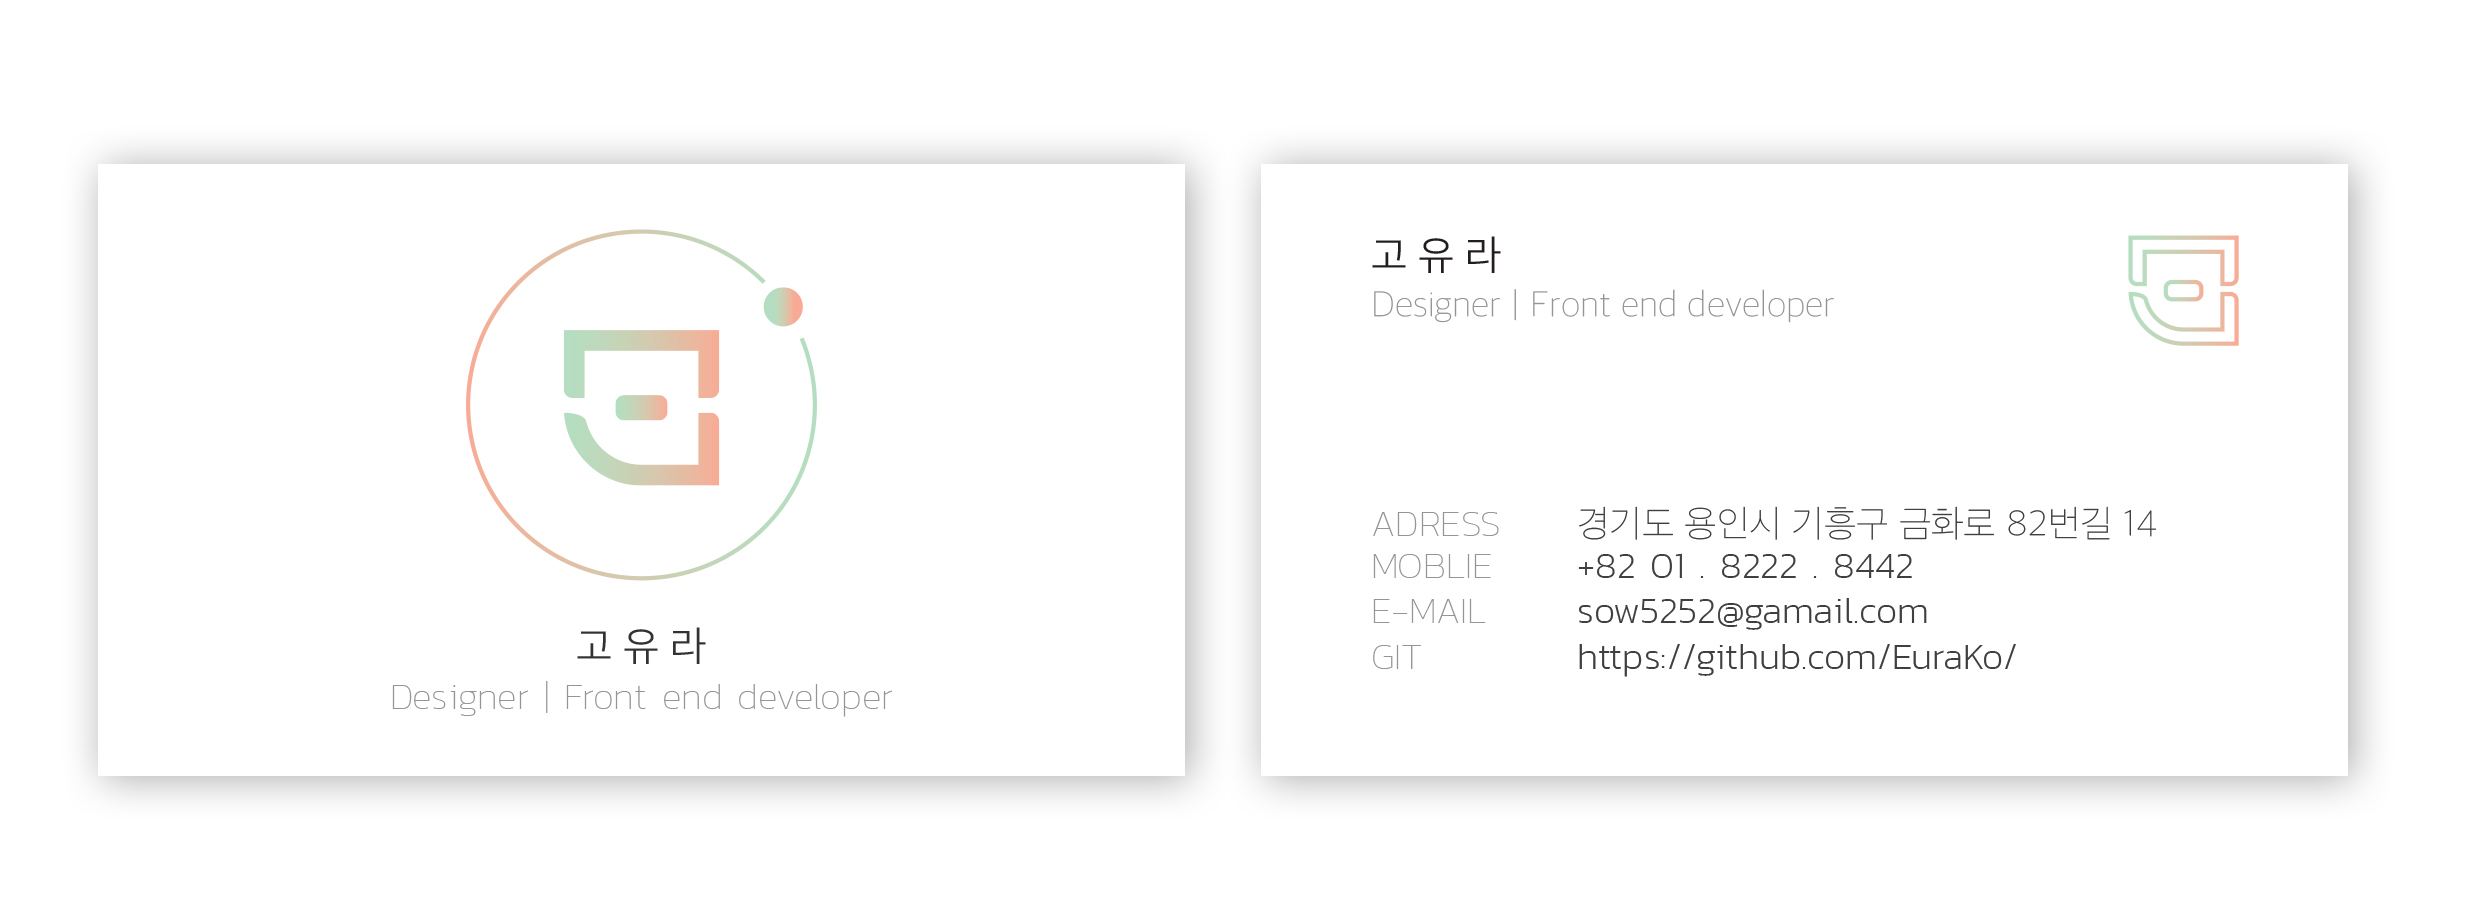 고유라
Designer | Front end developer
고유라
Designer | Front end developer
ADRESS 경기도 용인시 기흥구 금화로 82번길 14
MOBLIE +82 01 . 8222 . 8442
E-MAIL sow5252@gamail.com
GIT https://github.com/EuraKo/